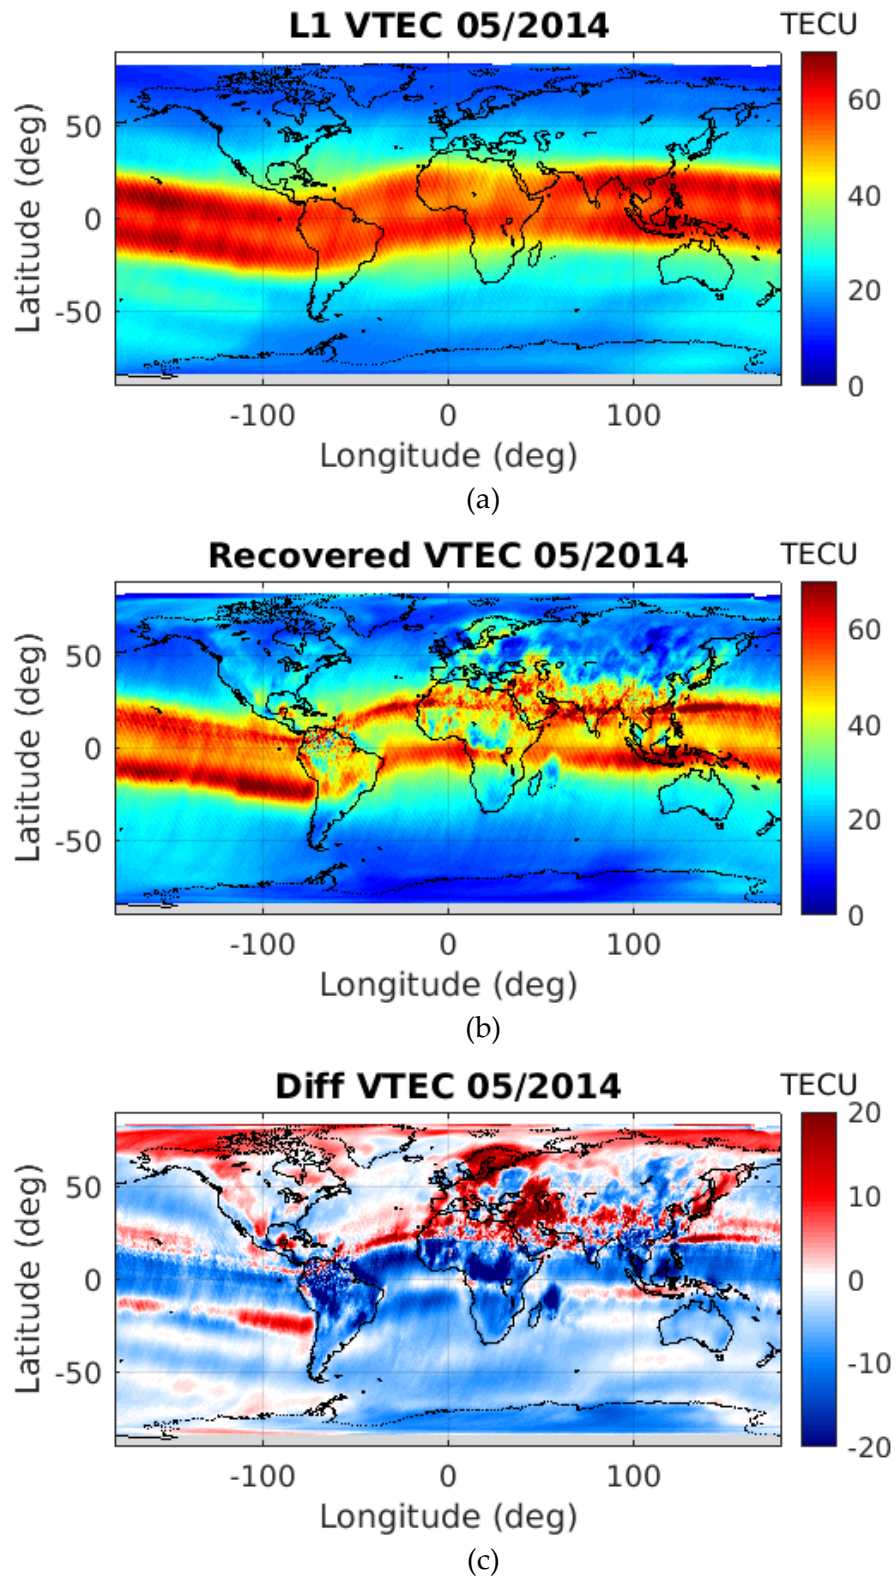 L1 VTEC 05/2014
TECU
Latitude (deg)
50
0
-50
60
40
20
0
-100
0
100
Longitude (deg)
(a)
Recovered VTEC 05/2014
TECU
Latitude (deg)
50
0
-50
60
40
20
0
-100
0
100
Longitude (deg)
(b)
Diff VTEC 05/2014
TECU
Latitude (deg)
50
0
-50
20
10
0
-10
-20
-100
0
100
Longitude (deg)
(c)